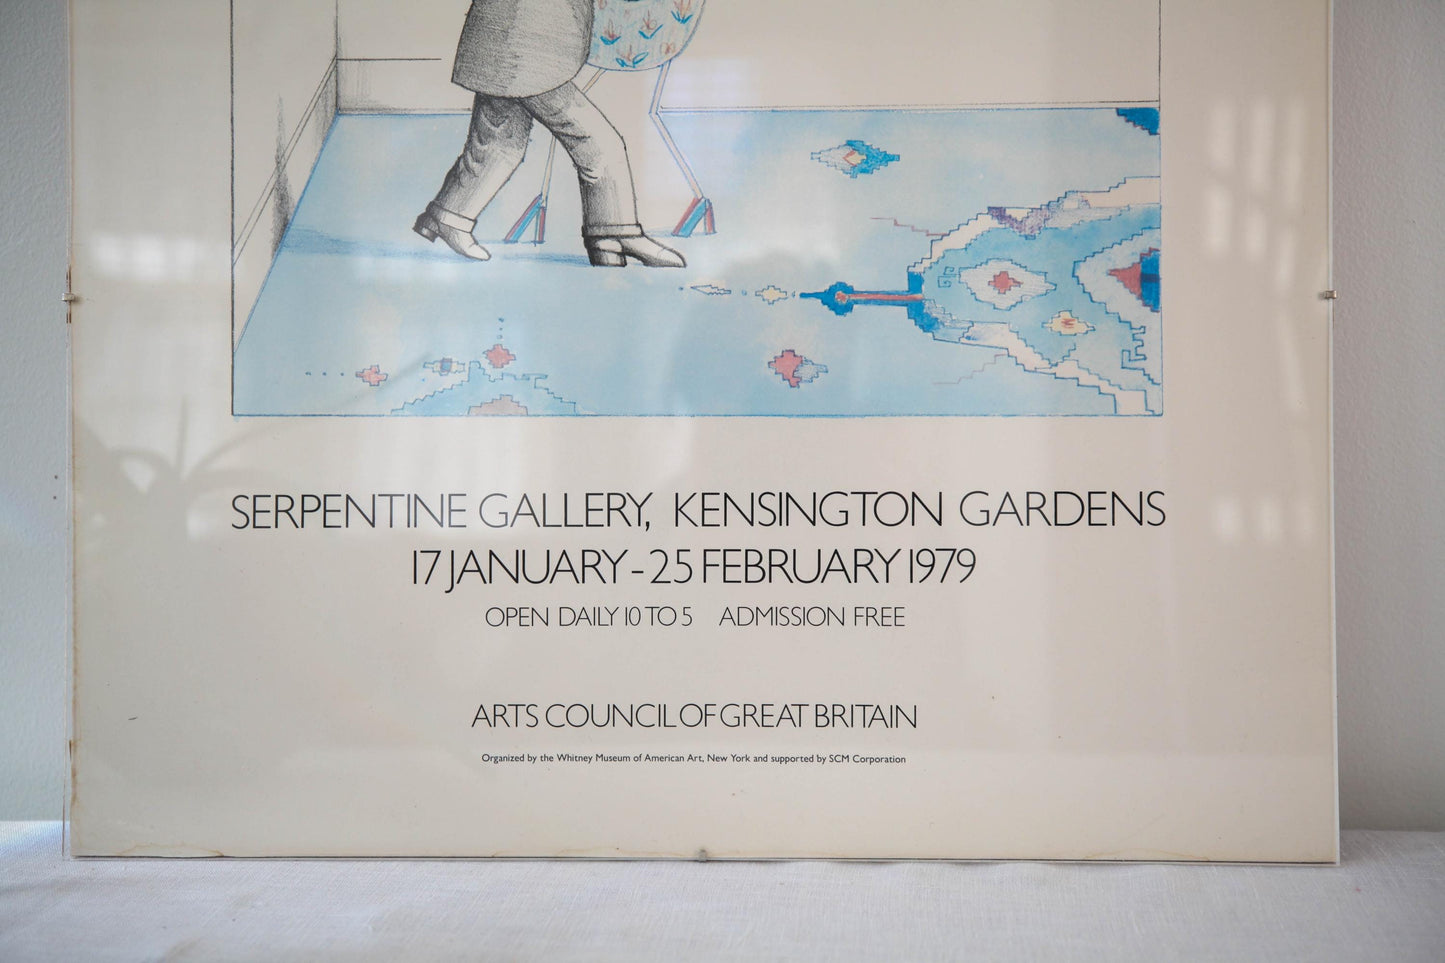 SERPENTINE GALLERY, KENSINGTON GARDENS
17 JANUARY - 25 FEBRUARY 1979
OPEN DAILY 10 TO 5 ADMISSION FREE
ARTS COUNCIL OF GREAT BRITAIN
Organized by the Whitney Museum of American Art, New York and supported by SCM Corporation